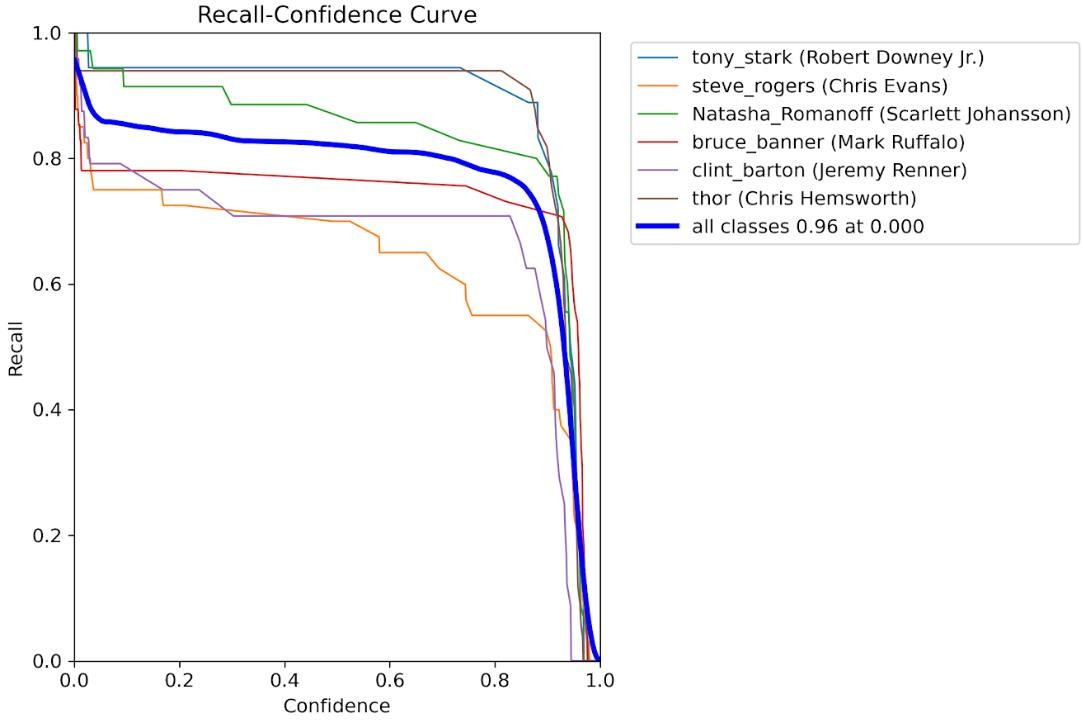 Recall-Confidence Curve
1.0
0.8
0.6
0.4
0.2
0.0
Recall
0.0 0.2 0.4 0.6 0.8 1.0
Confidence
tony_stark (Robert Downey Jr.)
steve_rogers (Chris Evans)
Natasha_Romanoff (Scarlett Johansson)
bruce_banner (Mark Ruffalo)
clint_barton (Jeremy Renner)
thor (Chris Hemsworth)
all classes 0.96 at 0.000